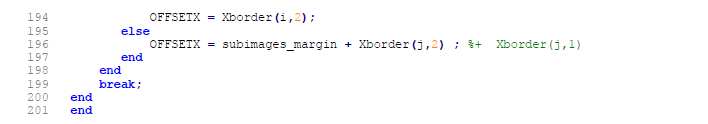 194 OFFSETX = Xborder(i,2);
195 else
196 OFFSETX = subimages_margin + Xborder(j,2) ; %+ Xborder(j,1)
197 end
198 end
199 break;
200 end
201 end